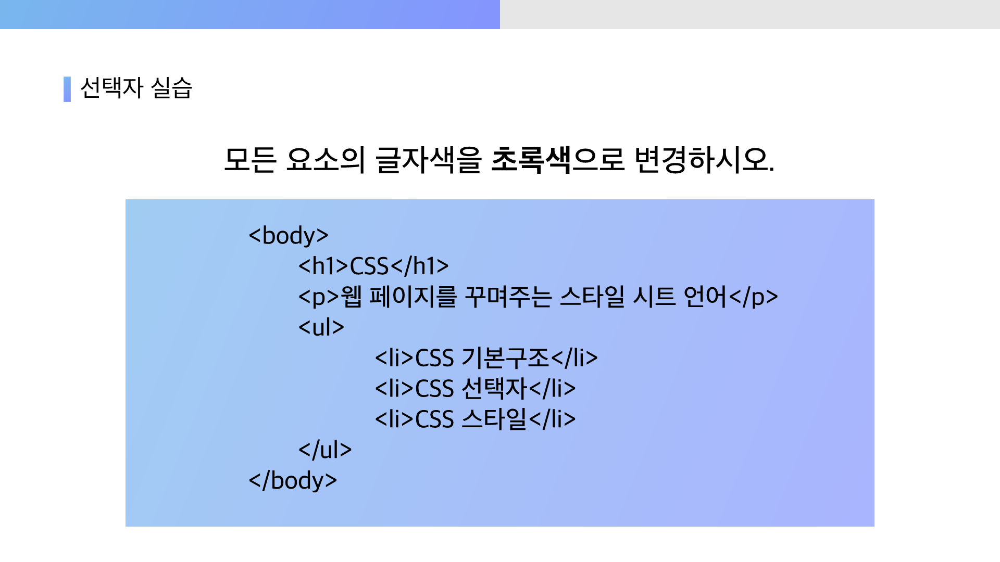 선택자 실습
모든 요소의 글자색을 초록색으로 변경하시오.
<body>
<h1>CSS</h1>
<p>웹 페이지를 꾸며주는 스타일 시트 언어</p>
<ul>
<li>CSS 기본구조</li>
<li>CSS 선택자</li>
<li>CSS 스타일</li>
</ul>
</body>